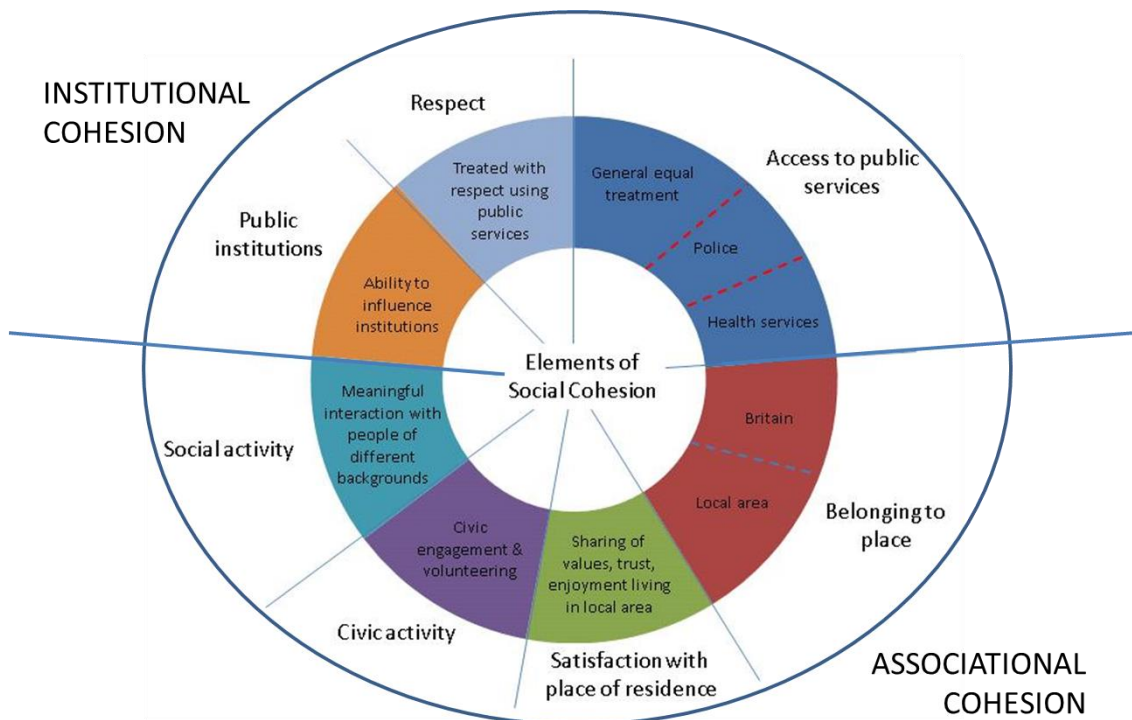 INSTITUTIONAL
COHESION
Respect
Treated with
respect using
public
services
General equal
treatment
Access to public
services
Police
Health services
Public
institutions
Ability to
influence
institutions
Elements of
Social Cohesion
Meaningful
interaction with
people of
different
backgrounds
Social activity
Britain
Local area
Belonging to
place
Civic
engagement &
volunteering
Civic activity
Sharing of
values, trust,
enjoyment living
in local area
Satisfaction with
place of residence
ASSOCIATIONAL
COHESION